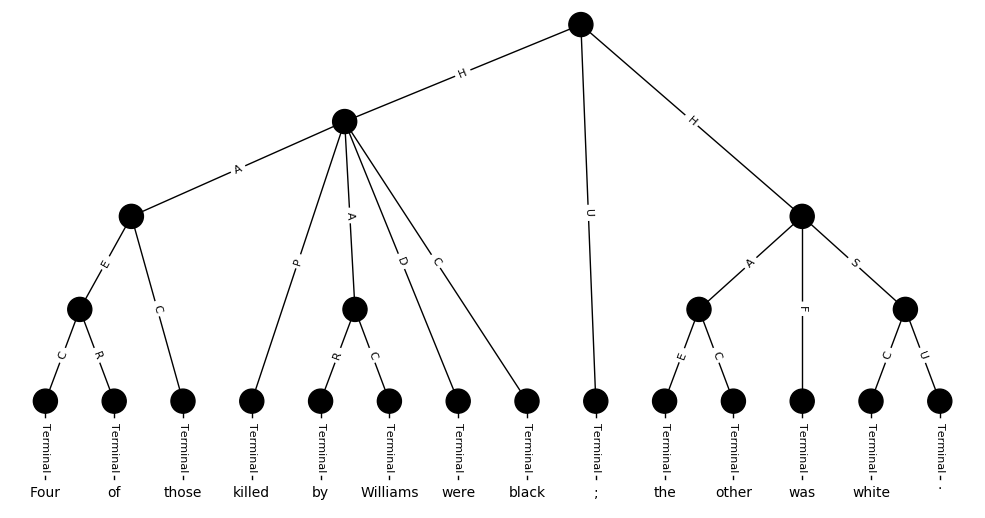 H
H
A
U
A
P
A
D
C
E
C
A
F
S
C
R
R
C
E
C
C
U
Terminal Terminal Terminal Terminal Terminal Terminal Terminal Terminal Terminal Terminal Terminal Terminal Terminal Terminal
Four of those killed by Williams were black ; the other was white .